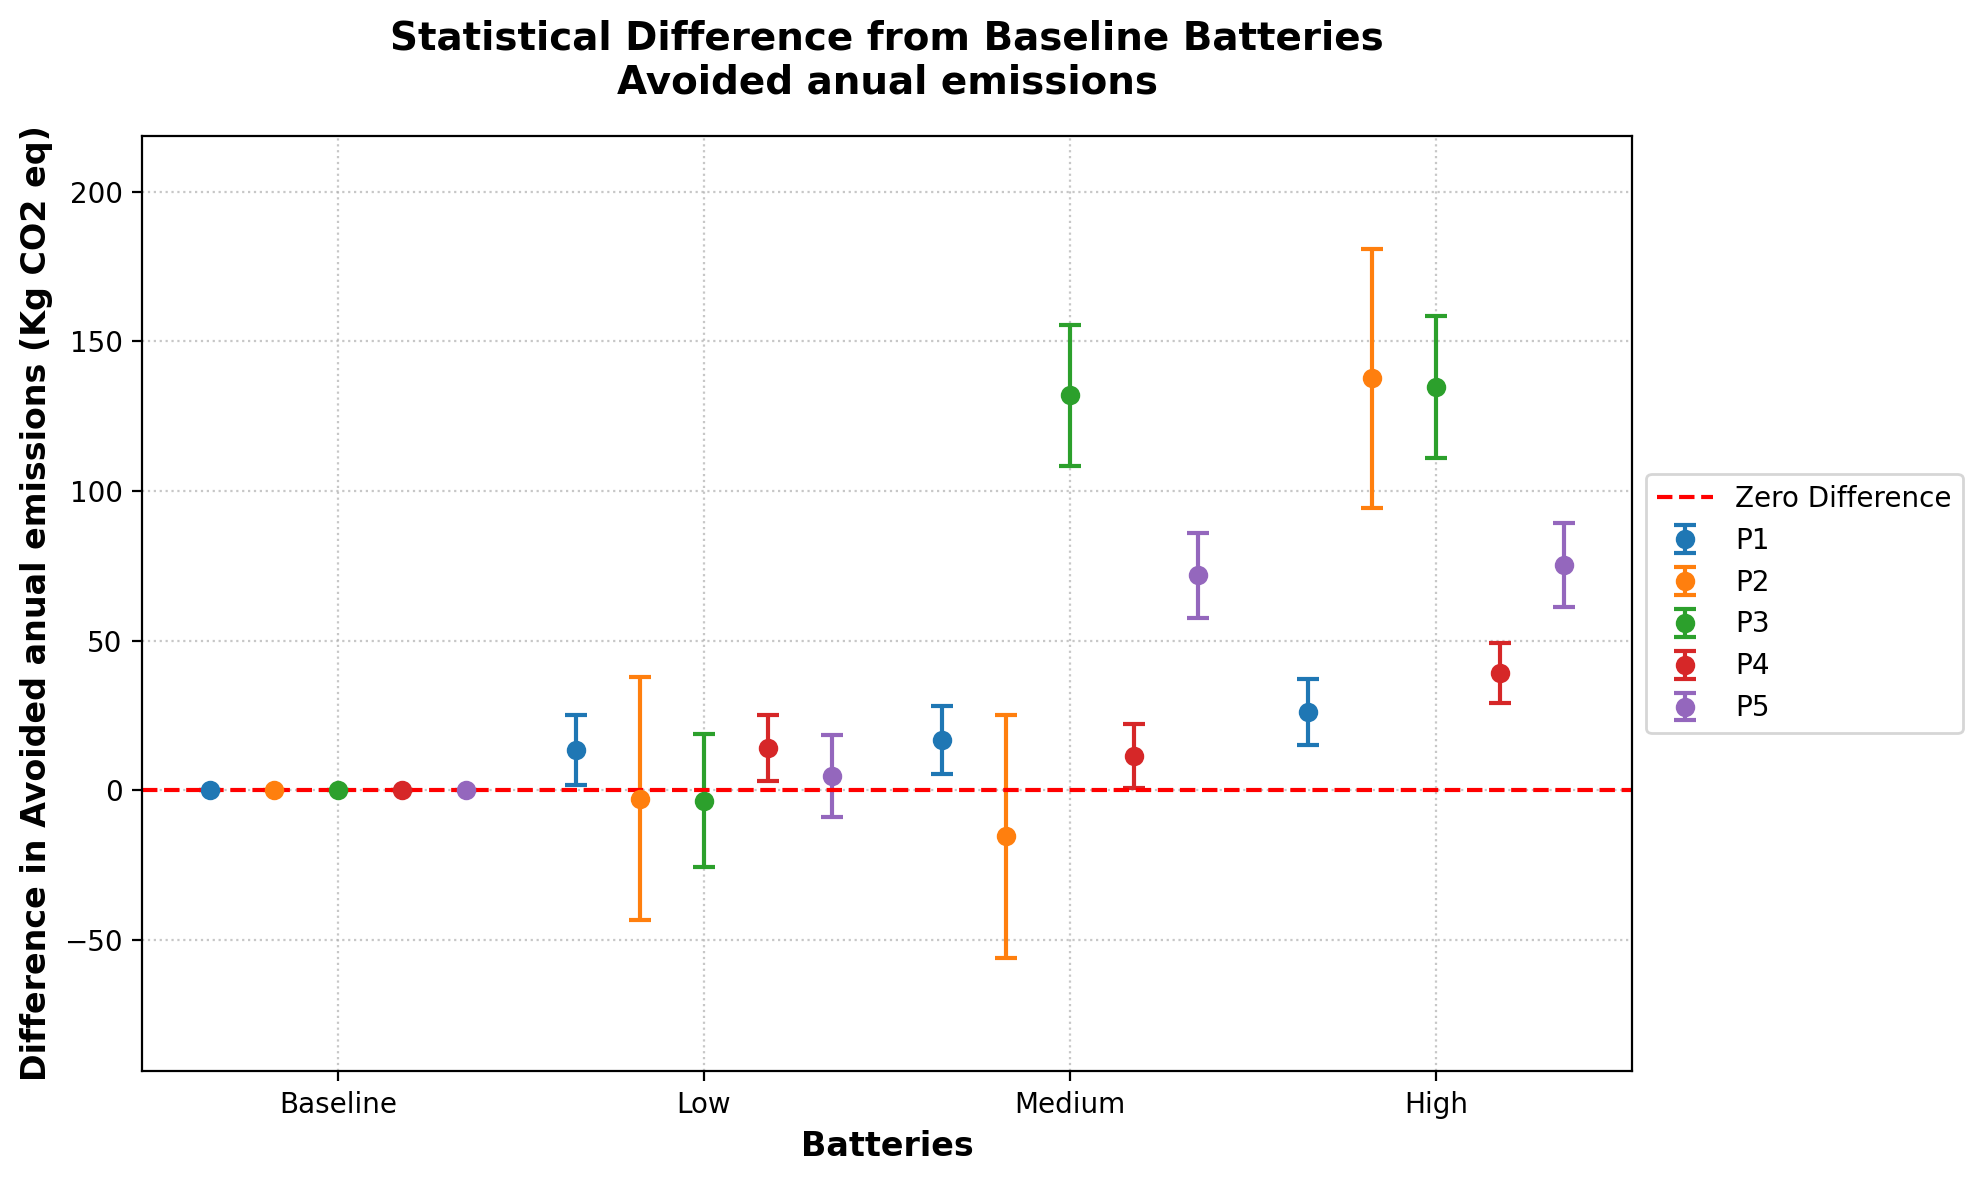 Statistical Difference from Baseline Batteries
Avoided anual emissions
Difference in Avoided anual emissions (Kg CO2 eq)
200
150
100
50
0
−50
Baseline
Low
Medium
High
Batteries
Zero Difference
P1
P2
P3
P4
P5